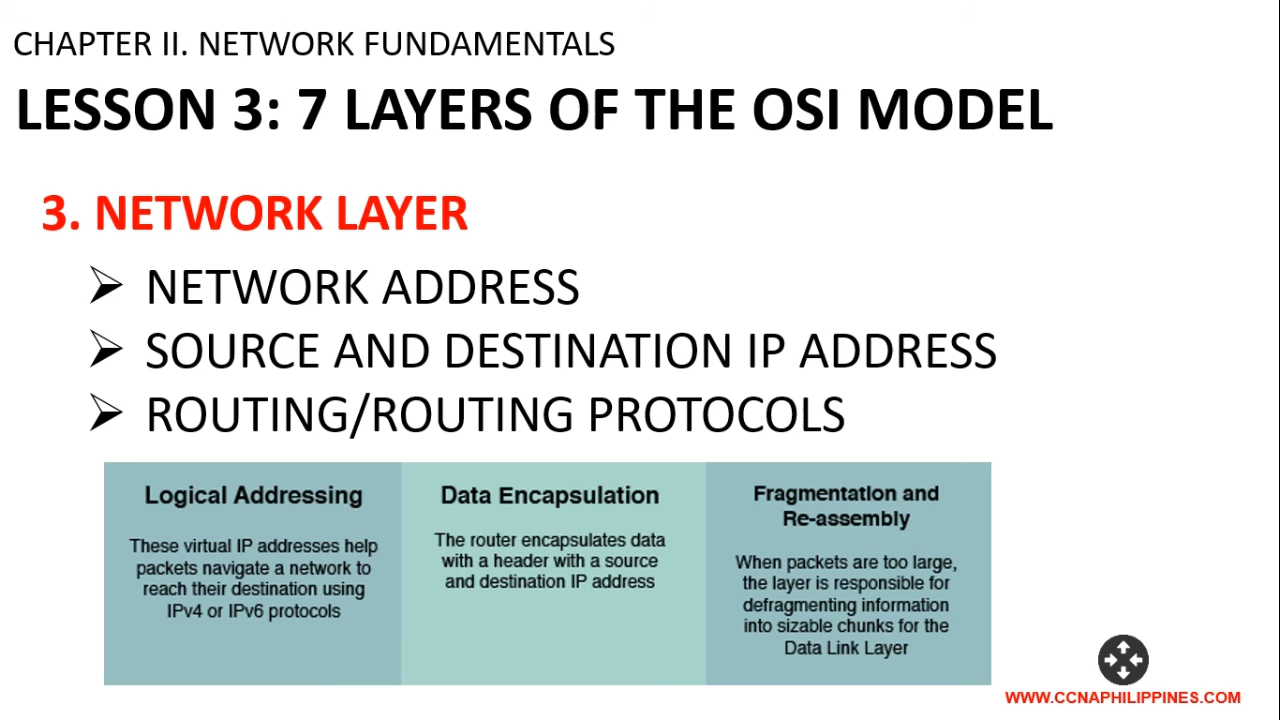 CHAPTER II. NETWORK FUNDAMENTALS
LESSON 3: 7 LAYERS OF THE OSI MODEL
3. NETWORK LAYER
➢ NETWORK ADDRESS
➢ SOURCE AND DESTINATION IP ADDRESS
➢ ROUTING/ROUTING PROTOCOLS
Logical Addressing
These virtual IP addresses help
packets navigate a network to
reach their destination using
IPv4 or IPv6 protocols
Data Encapsulation
The router encapsulates data
with a header with a source
and destination IP address
Fragmentation and
Re-assembly
When packets are too large,
the layer is responsible for
defragmenting information
into sizable chunks for the
Data Link Layer
WWW.CCNAPHILIPPINES.COM